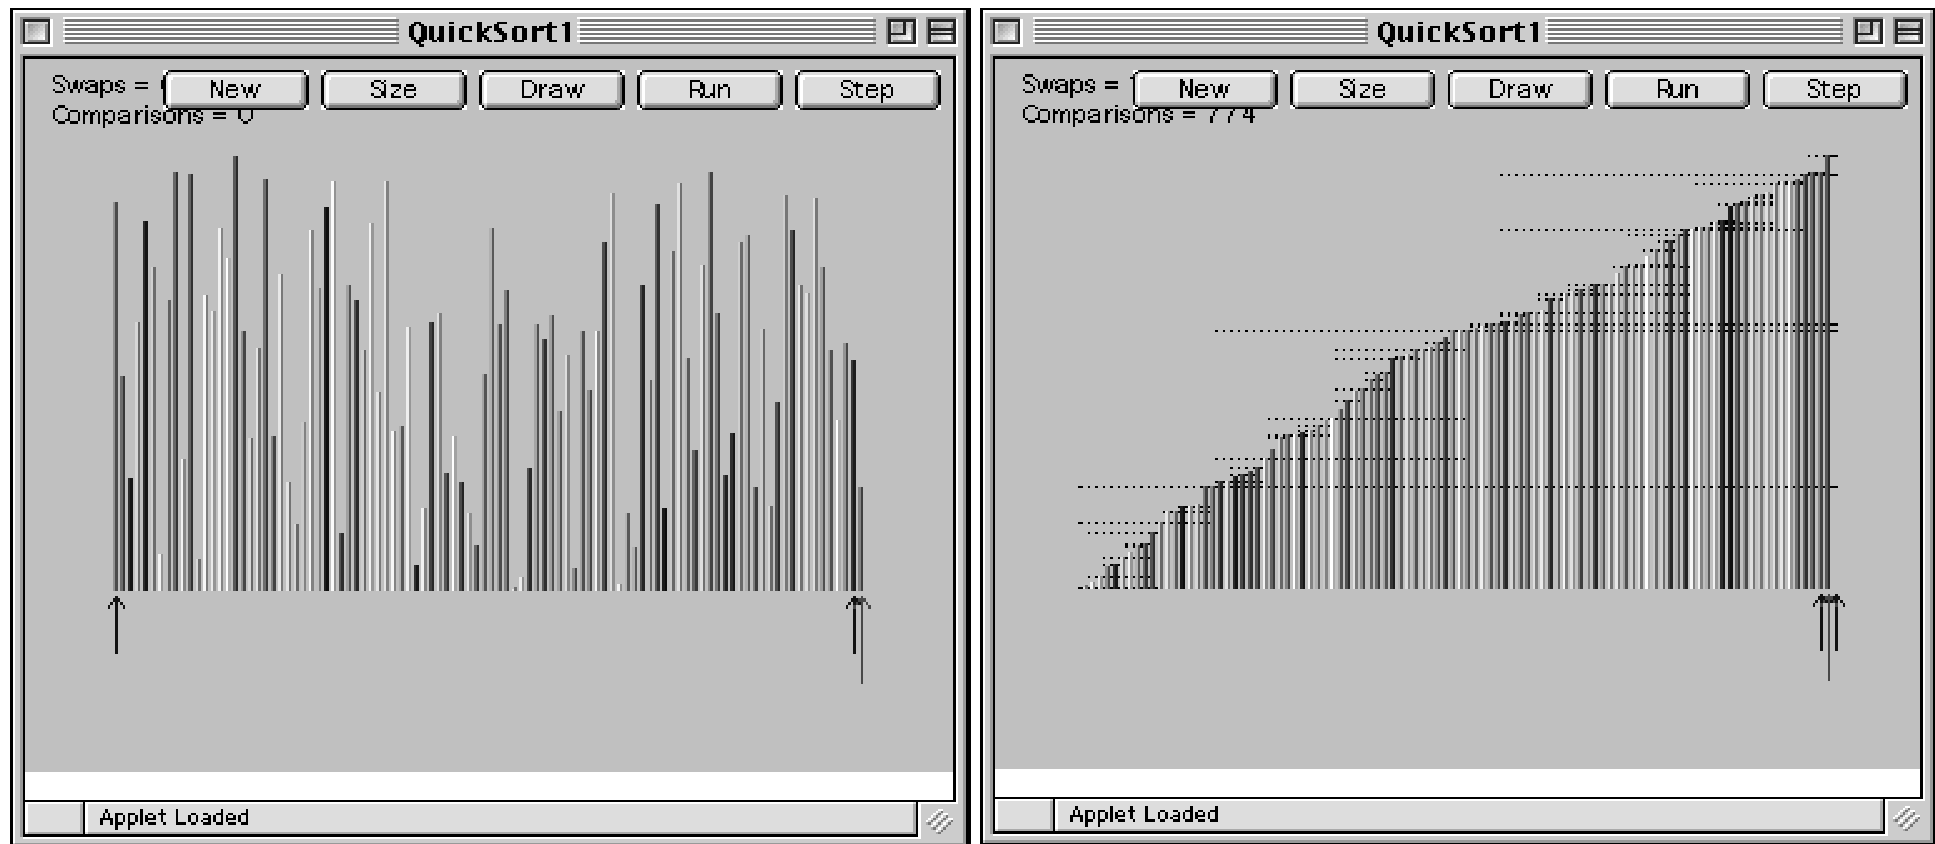 QuickSort1
Swaps =
New Size Draw Run Step
Comparisons = 0
Applet Loaded
QuickSort1
Swaps =
New Size Draw Run Step
Comparisons = 774
Applet Loaded